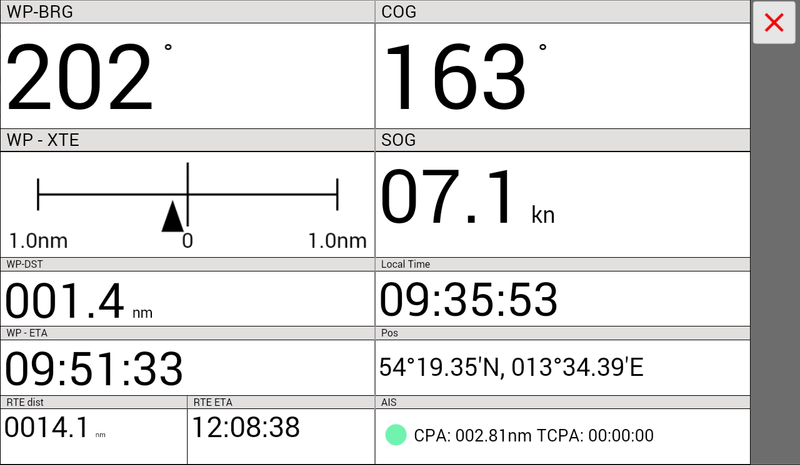 WP-BRG
202°
COG
163°
WP - XTE
1.0nm 0 1.0nm
SOG
07.1 kn
WP-DST
001.4 nm
Local Time
09:35:53
WP - ETA
09:51:33
Pos
54°19.35'N, 013°34.39'E
RTE dist
0014.1 nm
RTE ETA
12:08:38
AIS
CPA: 002.81nm TCPA: 00:00:00